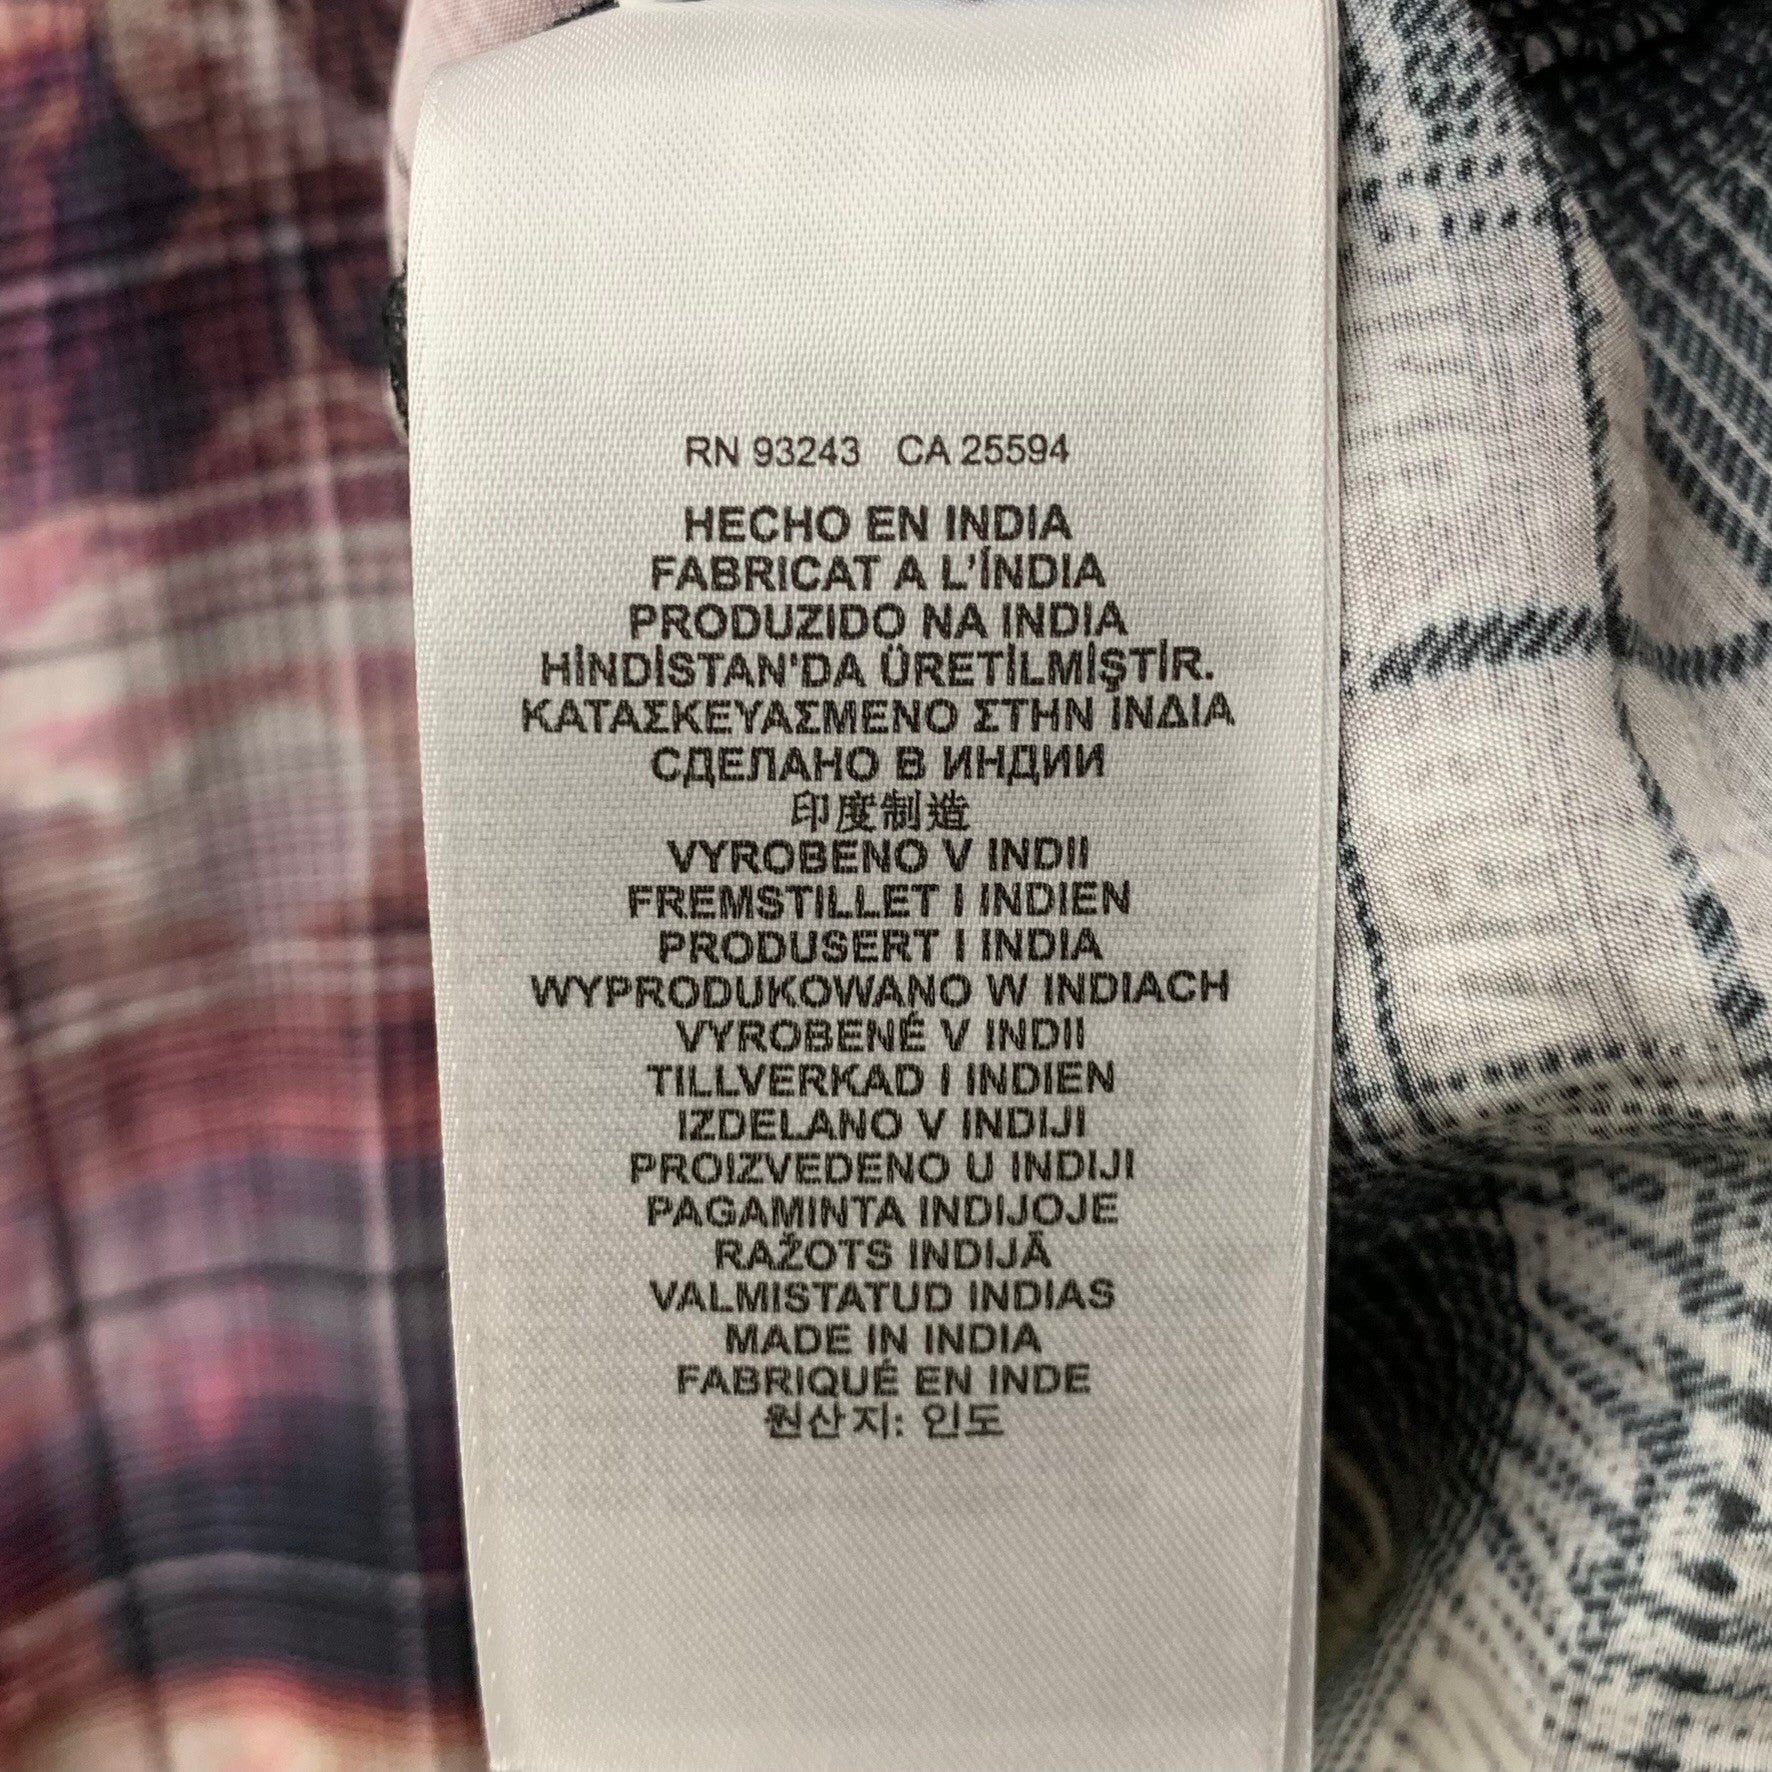 RN 93243 CA 25594
HECHO EN INDIA
FABRICAT A L'ÍNDIA
PRODUZIDO NA INDIA
HİNDİSTAN'DA ÜRETİLMİŞTİR.
ΚΑΤΑΣΚΕΥΑΣΜΕΝΟ ΣΤΗΝ ΙΝΔΙΑ
СДЕЛАНО В ИНДИИ
印度制造
VYROBENO V INDII
FREMSTILLET I INDIEN
PRODUSERT I INDIA
WYPRODUKOWANO W INDIACH
VYROBENÉ V INDII
TILLVERKAD I INDIEN
IZDELANO V INDIJI
PROIZVEDENO U INDIJI
PAGAMINTA INDIJOJE
RAŽOTS INDIJĀ
VALMISTATUD INDIAS
MADE IN INDIA
FABRIQUÉ EN INDE
원산지: 인도